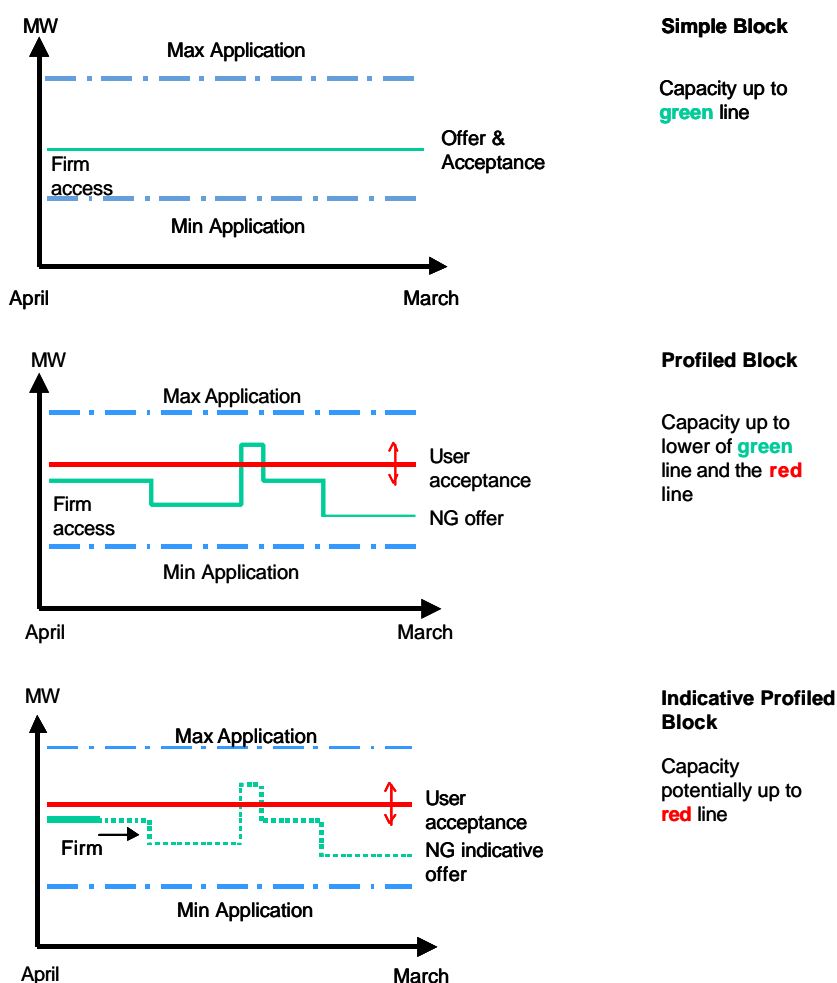 MW
Max Application
Offer &
Acceptance
Firm
access
Min Application
April
March
Simple Block
Capacity up to
green line
MW
Max Application
User
acceptance
Firm
access
NG offer
Min Application
April
March
Profiled Block
Capacity up to
lower of green
line and the red
line
MW
Max Application
User
acceptance
Firm
NG indicative
offer
Min Application
April
March
Indicative Profiled
Block
Capacity
potentially up to
red line